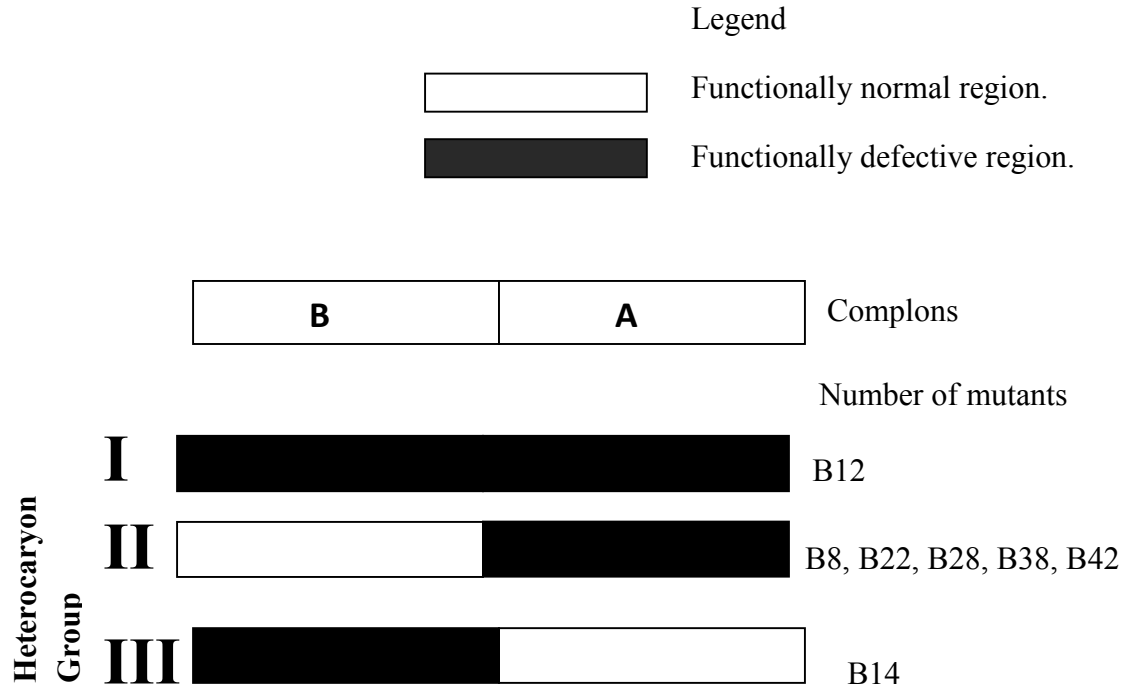 Legend
Functionally normal region.
Functionally defective region.
B A Complons
Number of mutants
I B12
II B8, B22, B28, B38, B42
III B14
Heterocaryon
Group